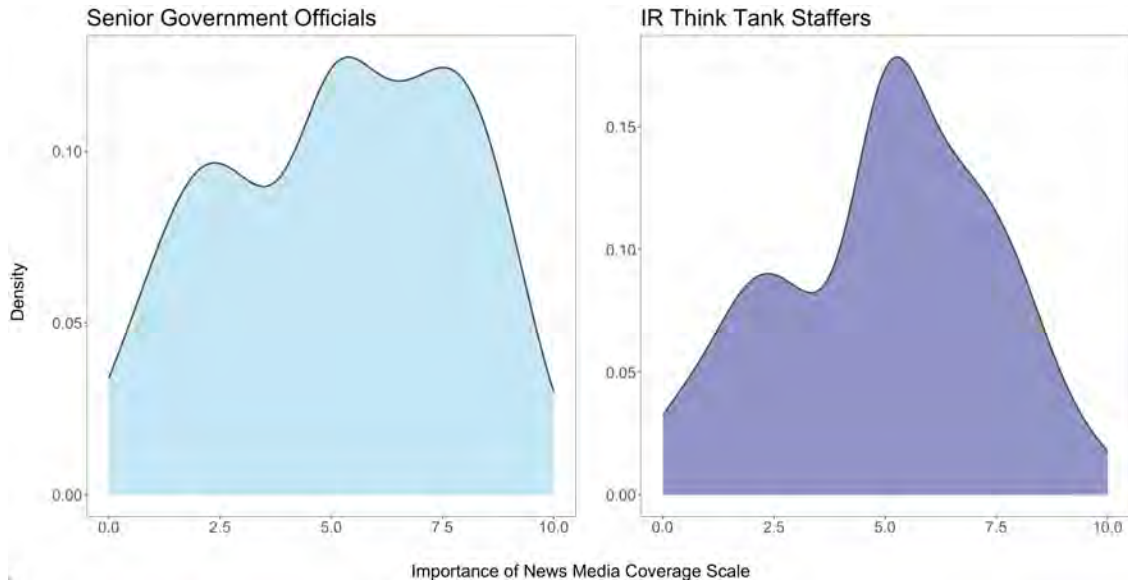 Senior Government Officials
IR Think Tank Staffers
Density
0.10
0.05
0.00
0.0 2.5 5.0 7.5 10.0
0.15
0.10
0.05
0.00
0.0 2.5 5.0 7.5 10.0
Importance of News Media Coverage Scale